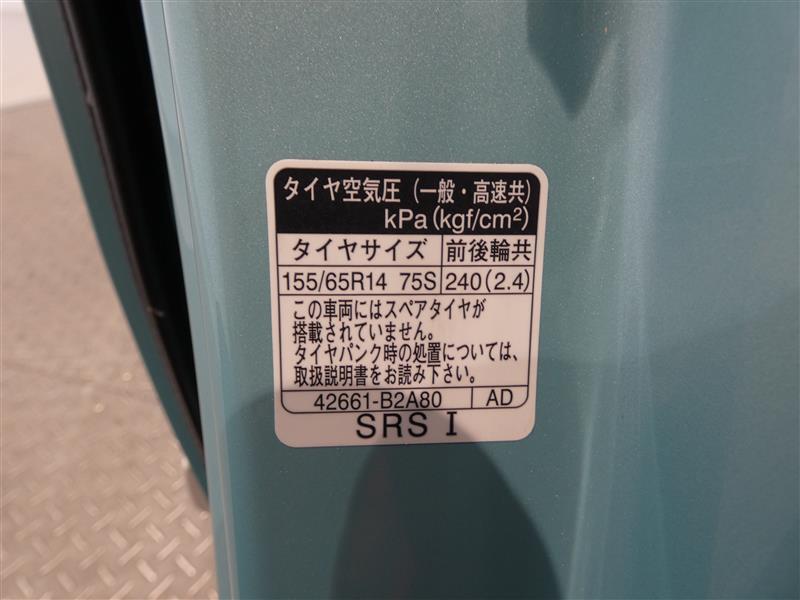 タイヤ空気圧（一般・高速共）
kPa(kgf/cm²)
タイヤサイズ 前後輪共
155/65R14 75S 240(2.4)
この車両にはスペアタイヤが
搭載されていません。
タイヤパンク時の処置については、
取扱説明書をお読み下さい。
42661-B2A80 AD
SRS I